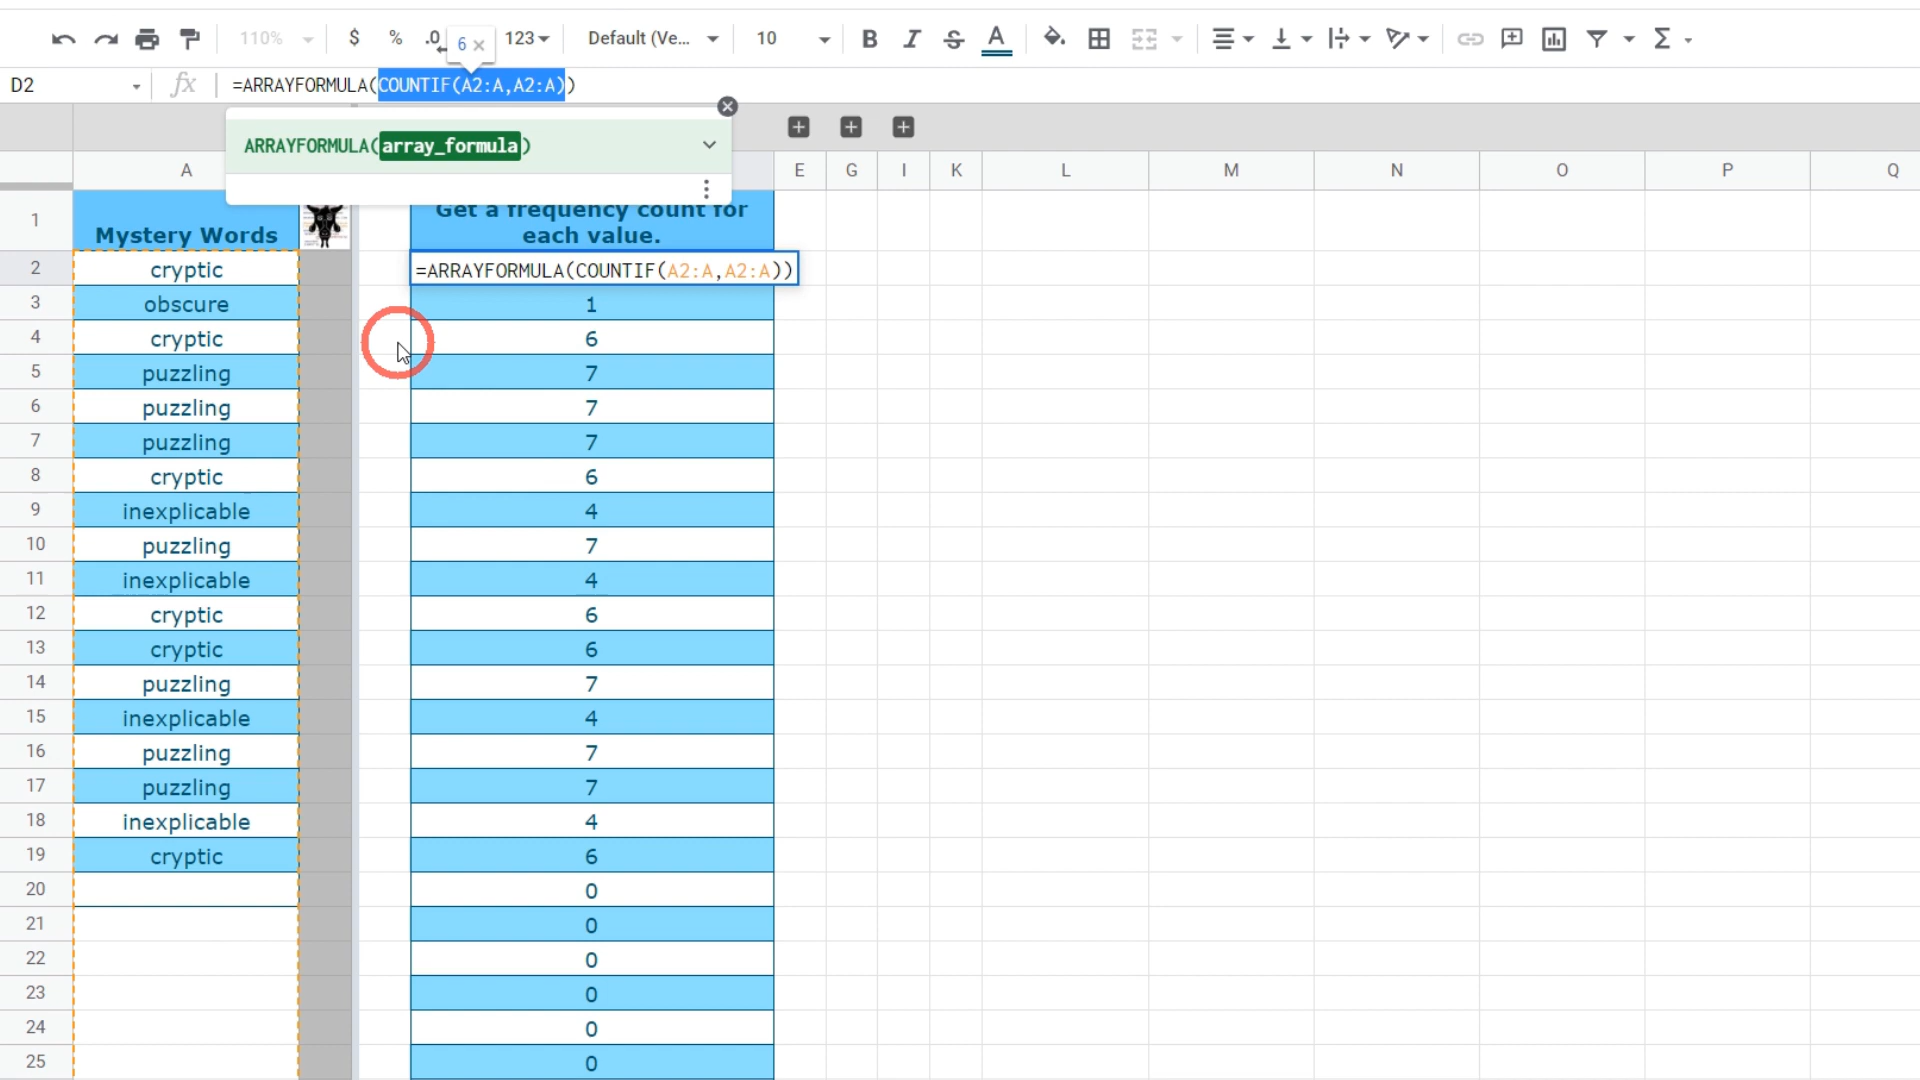 110% $ % .0 6 × 123 Default (Ve... 10 B I S A Σ
D2 fx =ARRAYFORMULA(COUNTIF(A2:A,A2:A))
ARRAYFORMULA(array_formula)
A E G I K L M N O P Q
1 Mystery Words Get a frequency count for
each value.
2 cryptic =ARRAYFORMULA(COUNTIF(A2:A,A2:A))
3 obscure 1
4 cryptic 6
5 puzzling 7
6 puzzling 7
7 puzzling 7
8 cryptic 6
9 inexplicable 4
10 puzzling 7
11 inexplicable 4
12 cryptic 6
13 cryptic 6
14 puzzling 7
15 inexplicable 4
16 puzzling 7
17 puzzling 7
18 inexplicable 4
19 cryptic 6
20 0
21 0
22 0
23 0
24 0
25 0